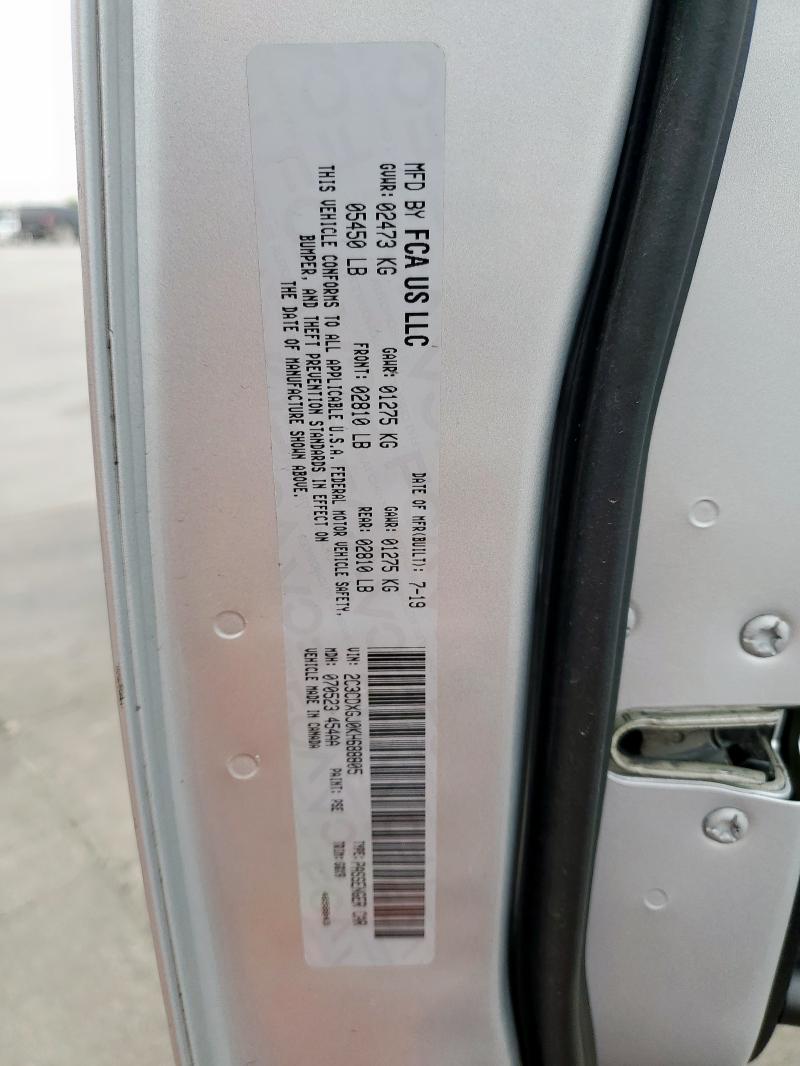 MFD BY FCA US LLC
DATE OF MFR(BUILT): 7-19
GVWR: 02473 KG
GAWR: 01275 KG
GAWR: 01275 KG
05450 LB
FRONT: 02810 LB
REAR: 02810 LB
THIS VEHICLE CONFORMS TO ALL APPLICABLE U.S.A. FEDERAL MOTOR VEHICLE SAFETY,
BUMPER, AND THEFT PREVENTION STANDARDS IN EFFECT ON
THE DATE OF MANUFACTURE SHOWN ABOVE.
VIN: 2C3CDXGJ0KH688805
TYPE: PASSENGER CAR
MDH: 070523 454AA
PAINT: PSE
TRIM:
VEHICLE MADE IN CANADA